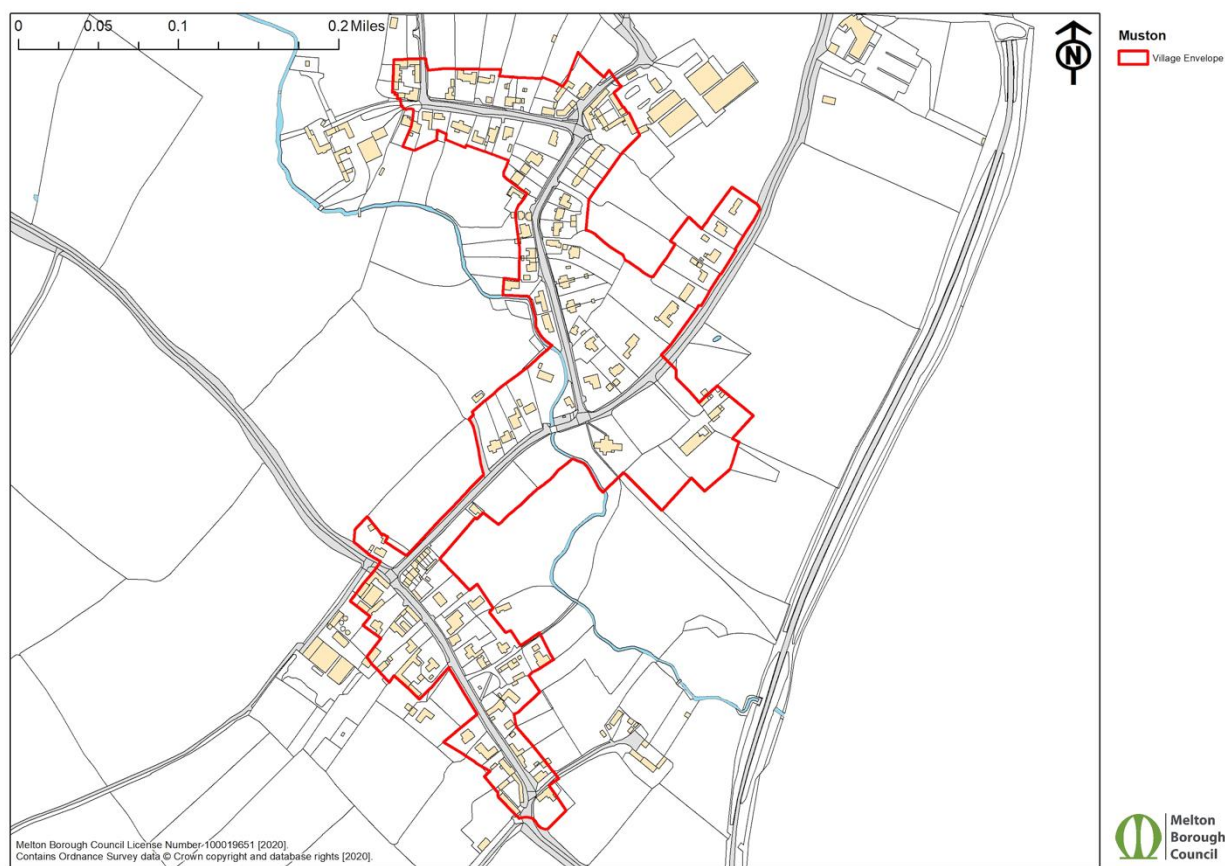 0 0.05 0.1 0.2 Miles
N
Muston
Village Envelope
Melton Borough Council License Number-100019651 [2020].
Contains Ordnance Survey data © Crown copyright and database rights [2020].
Melton
Borough
Council